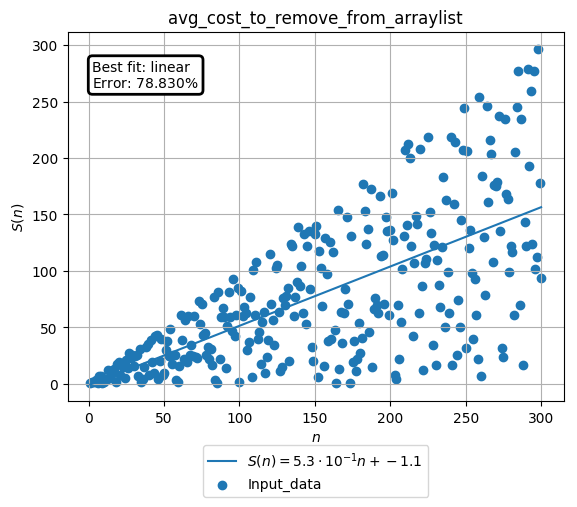 avg_cost_to_remove_from_arraylist
Best fit: linear
Error: 78.830%
S(n)
300
250
200
150
100
50
0
0 50 100 150 200 250 300
n
S(n) = 5.3 · 10⁻¹n + −1.1
Input_data